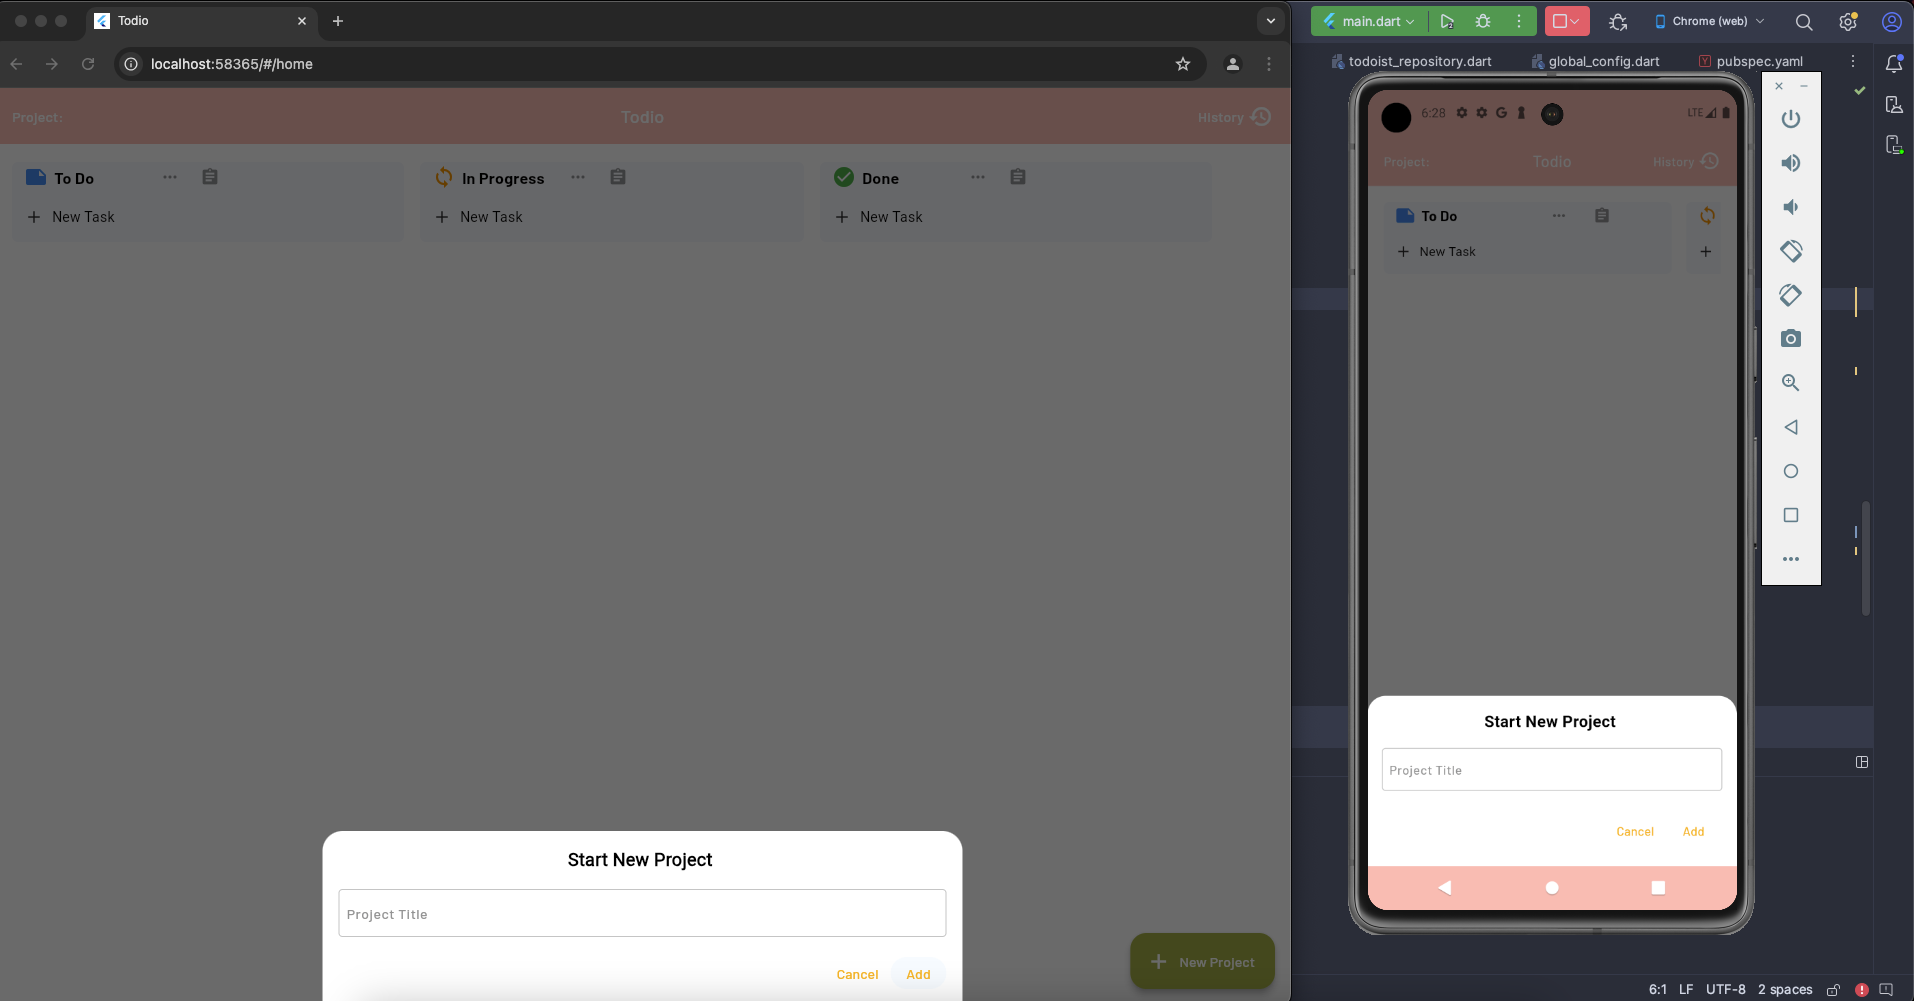 Todio
localhost:58365/#/home
Project:
Todio
History
To Do
New Task
In Progress
New Task
Done
New Task
Start New Project
Project Title
Cancel
Add
New Project
main.dart
Chrome (web)
todoist_repository.dart
global_config.dart
pubspec.yaml
6:28
LTE
Project:
Todio
History
To Do
New Task
Start New Project
Project Title
Cancel
Add
6:1
LF
UTF-8
2 spaces